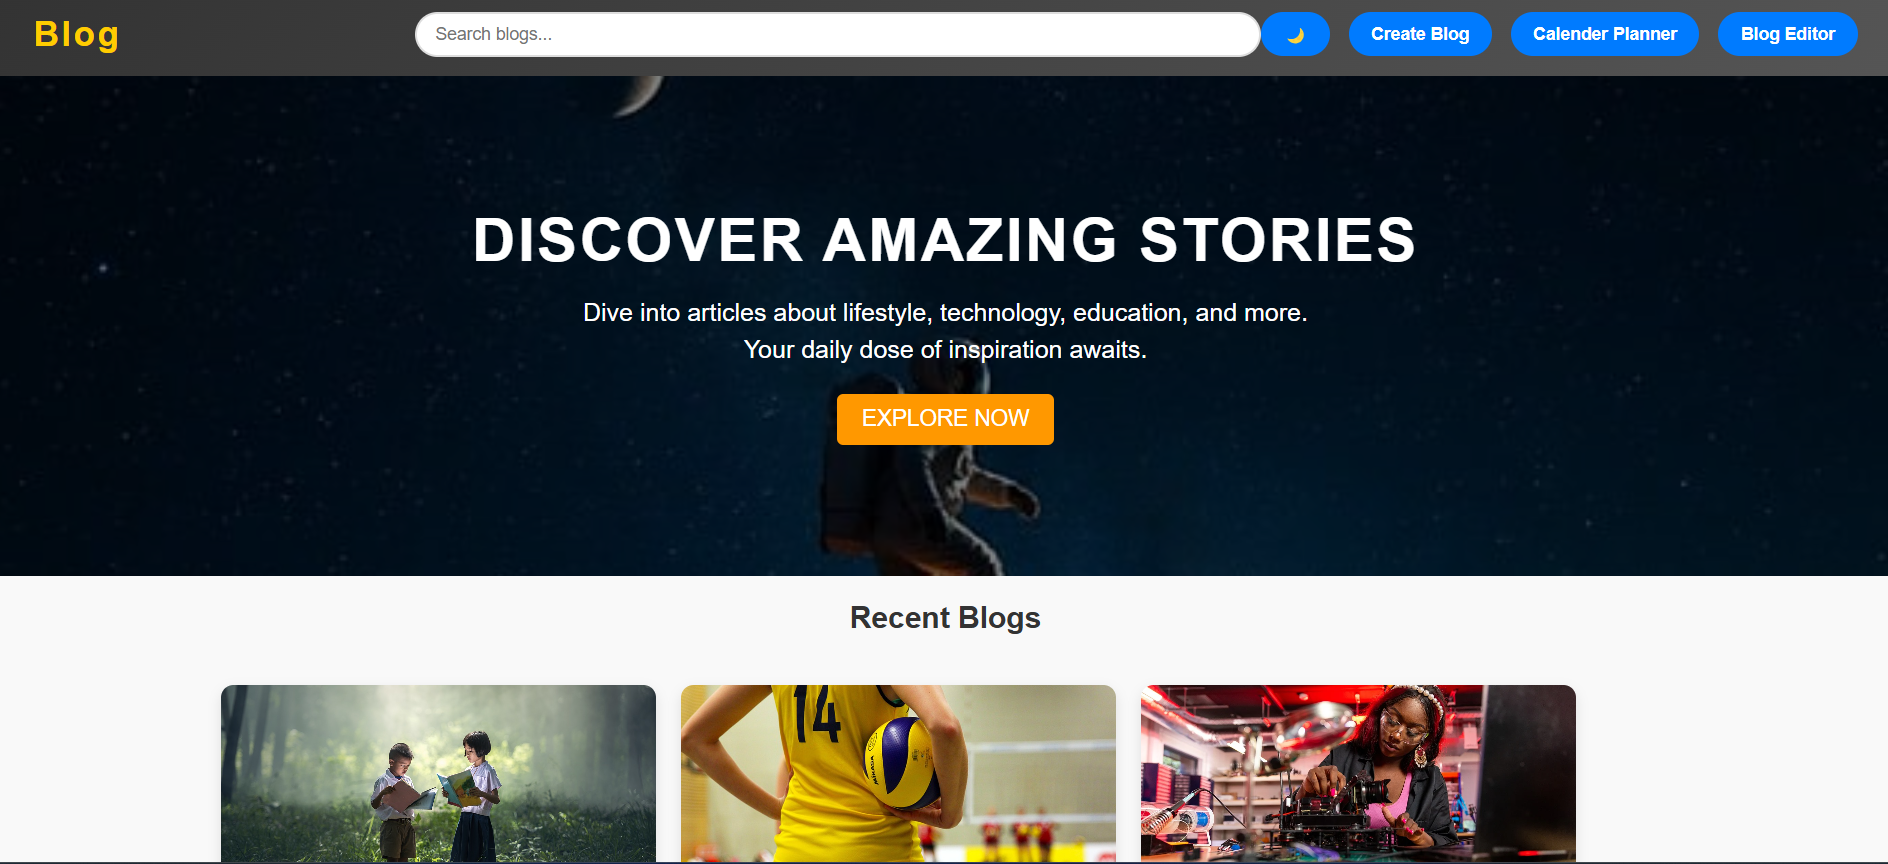 Blog
Search blogs...
Create Blog
Calender Planner
Blog Editor
DISCOVER AMAZING STORIES
Dive into articles about lifestyle, technology, education, and more.
Your daily dose of inspiration awaits.
EXPLORE NOW
Recent Blogs
14
MIKASA